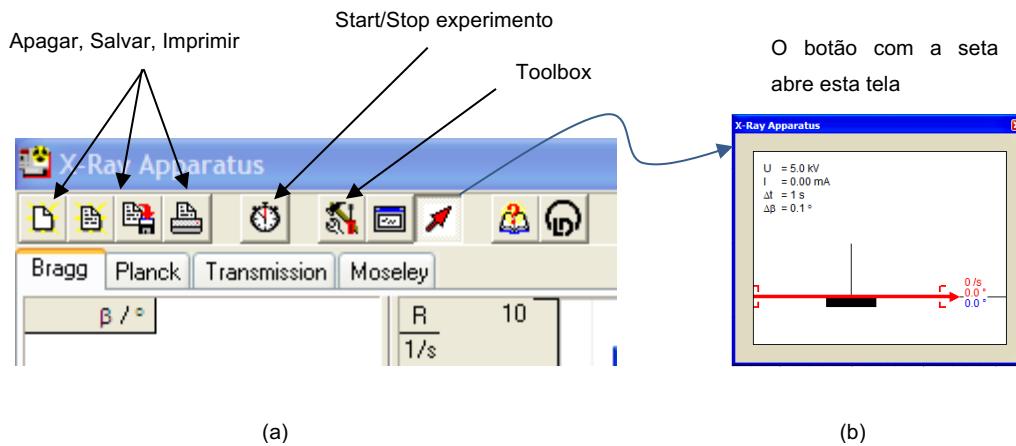 Start/Stop experimento
Apagar, Salvar, Imprimir
Toolbox
O botão com a seta
abre esta tela
X-Ray Apparatus
Bragg Planck Transmission Moseley
β / °
R 10
1/s
X-Ray Apparatus
U = 5.0 kV
I = 0.00 mA
Δt = 1 s
Δβ = 0.1 °
0 /s
0.0 °
0.0 °
(a)
(b)